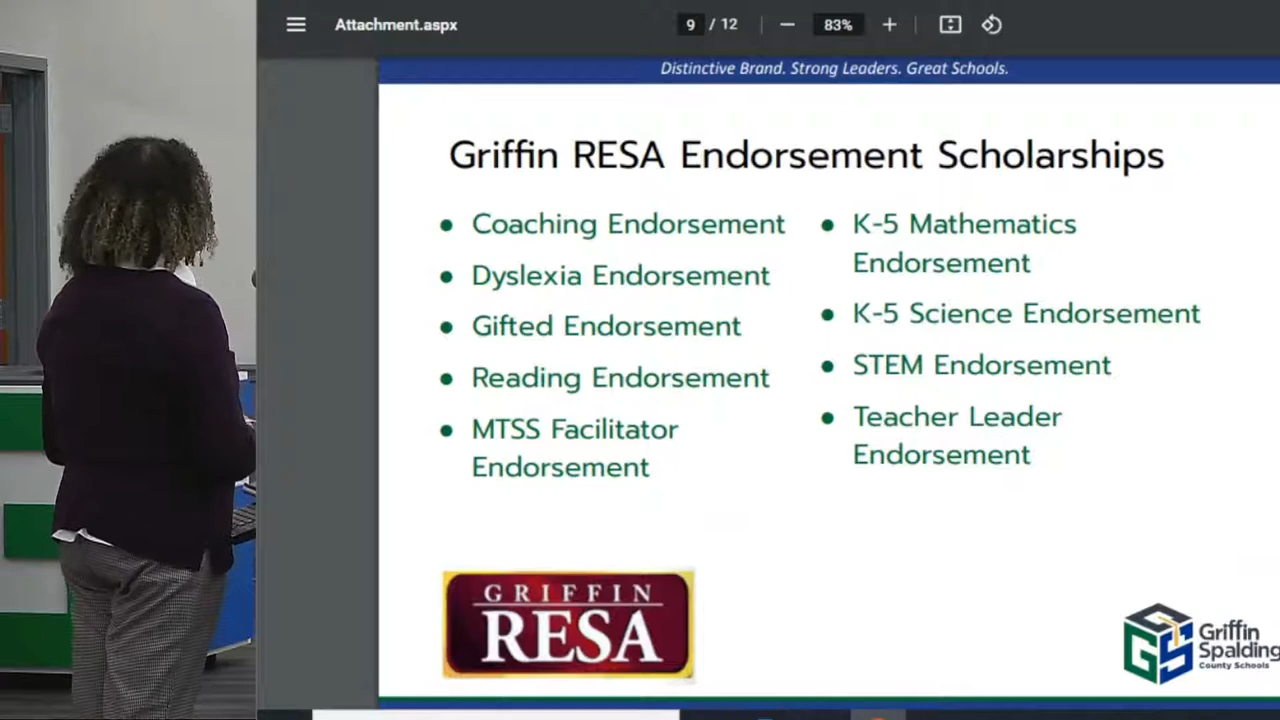 Attachment.aspx
9 / 12
83%
Distinctive Brand. Strong Leaders. Great Schools.
Griffin RESA Endorsement Scholarships
• Coaching Endorsement
• Dyslexia Endorsement
• Gifted Endorsement
• Reading Endorsement
• MTSS Facilitator
Endorsement
• K-5 Mathematics
Endorsement
• K-5 Science Endorsement
• STEM Endorsement
• Teacher Leader
Endorsement
GRIFFIN
RESA
Griffin
Spalding
County Schools